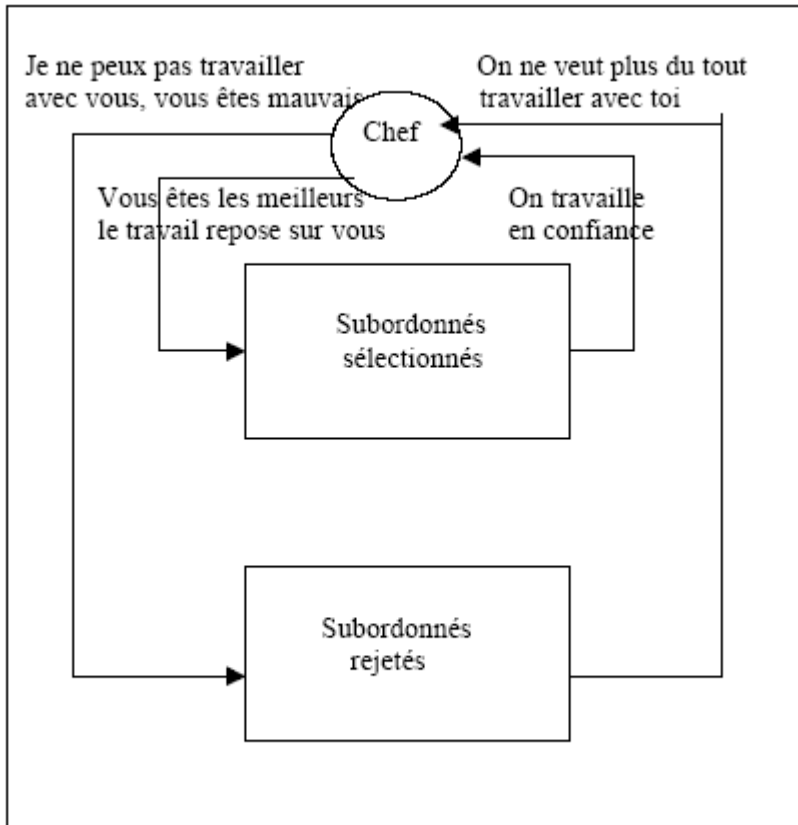 Je ne peux pas travailler
avec vous, vous êtes mauvais
On ne veut plus du tout
travailler avec toi
Chef
Vous êtes les meilleurs
le travail repose sur vous
On travaille
en confiance
Subordonnés
sélectionnés
Subordonnés
rejetés